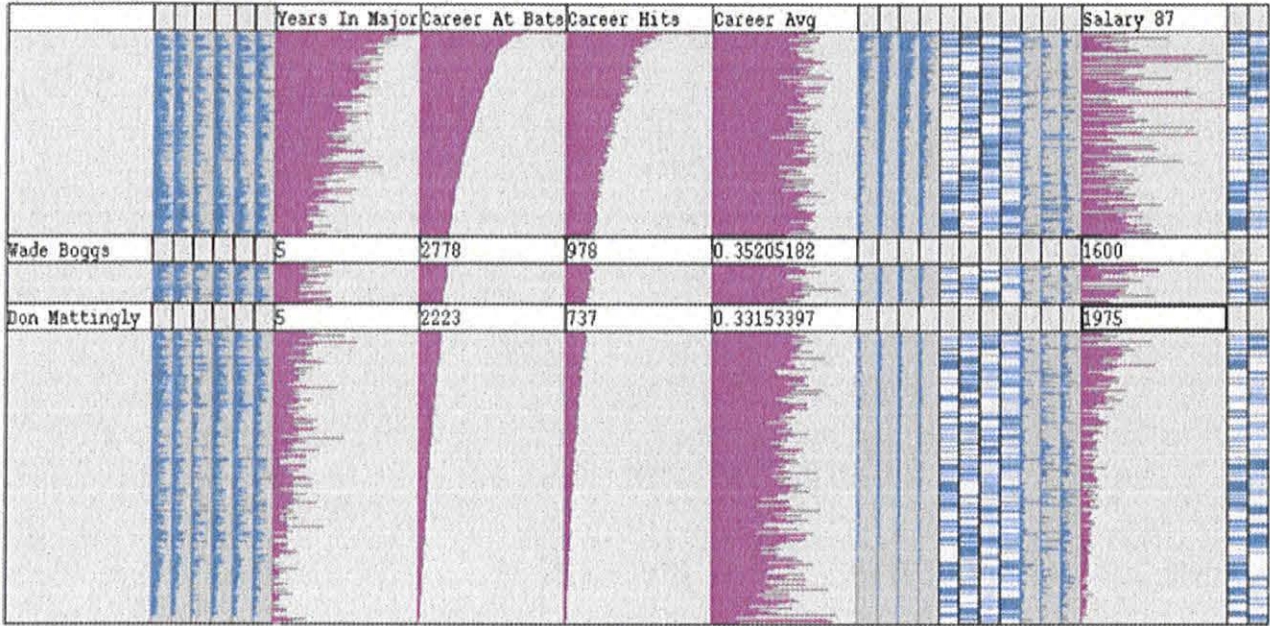 Years In Major Career At Bats Career Hits Career Avg Salary 87
Wade Boggs 5 2778 978 0.35205182 1600
Don Mattingly 5 2223 737 0.33153397 1975